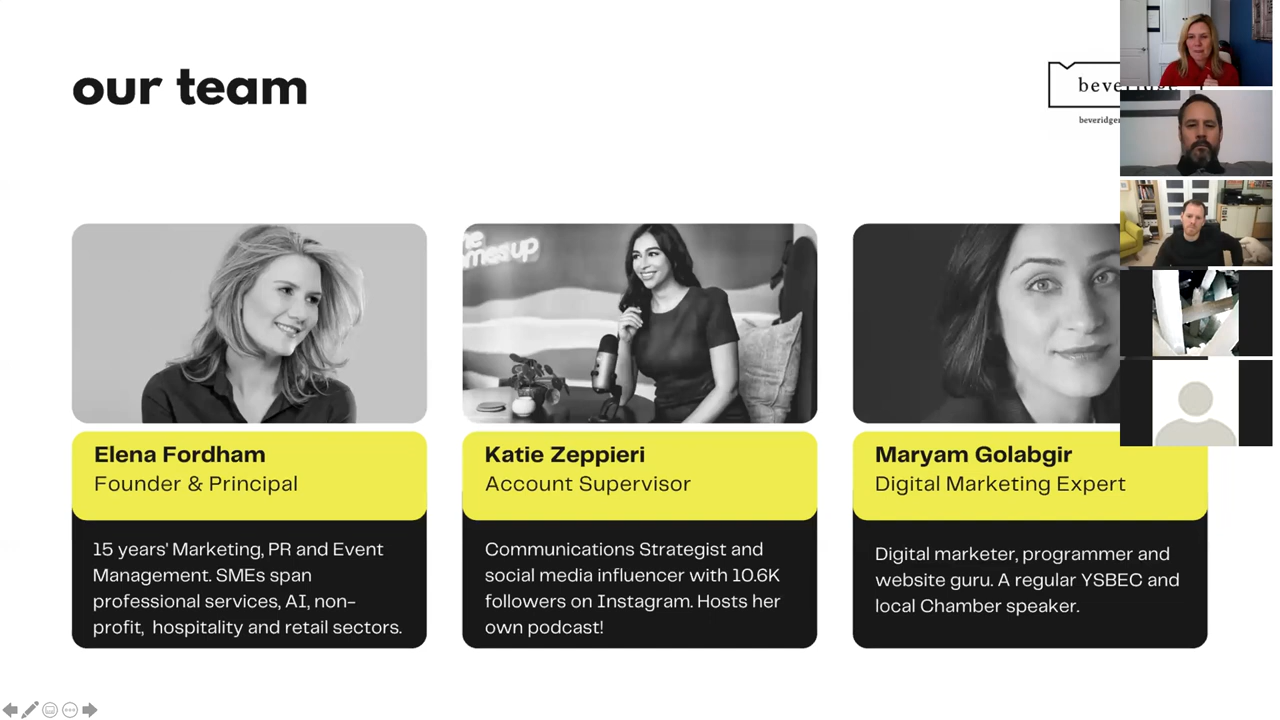 our team
Elena Fordham
Founder & Principal
15 years' Marketing, PR and Event
Management. SMEs span
professional services, AI, non-
profit, hospitality and retail sectors.
Katie Zeppieri
Account Supervisor
Communications Strategist and
social media influencer with 10.6K
followers on Instagram. Hosts her
own podcast!
Maryam Golabgir
Digital Marketing Expert
Digital marketer, programmer and
website guru. A regular YSBEC and
local Chamber speaker.